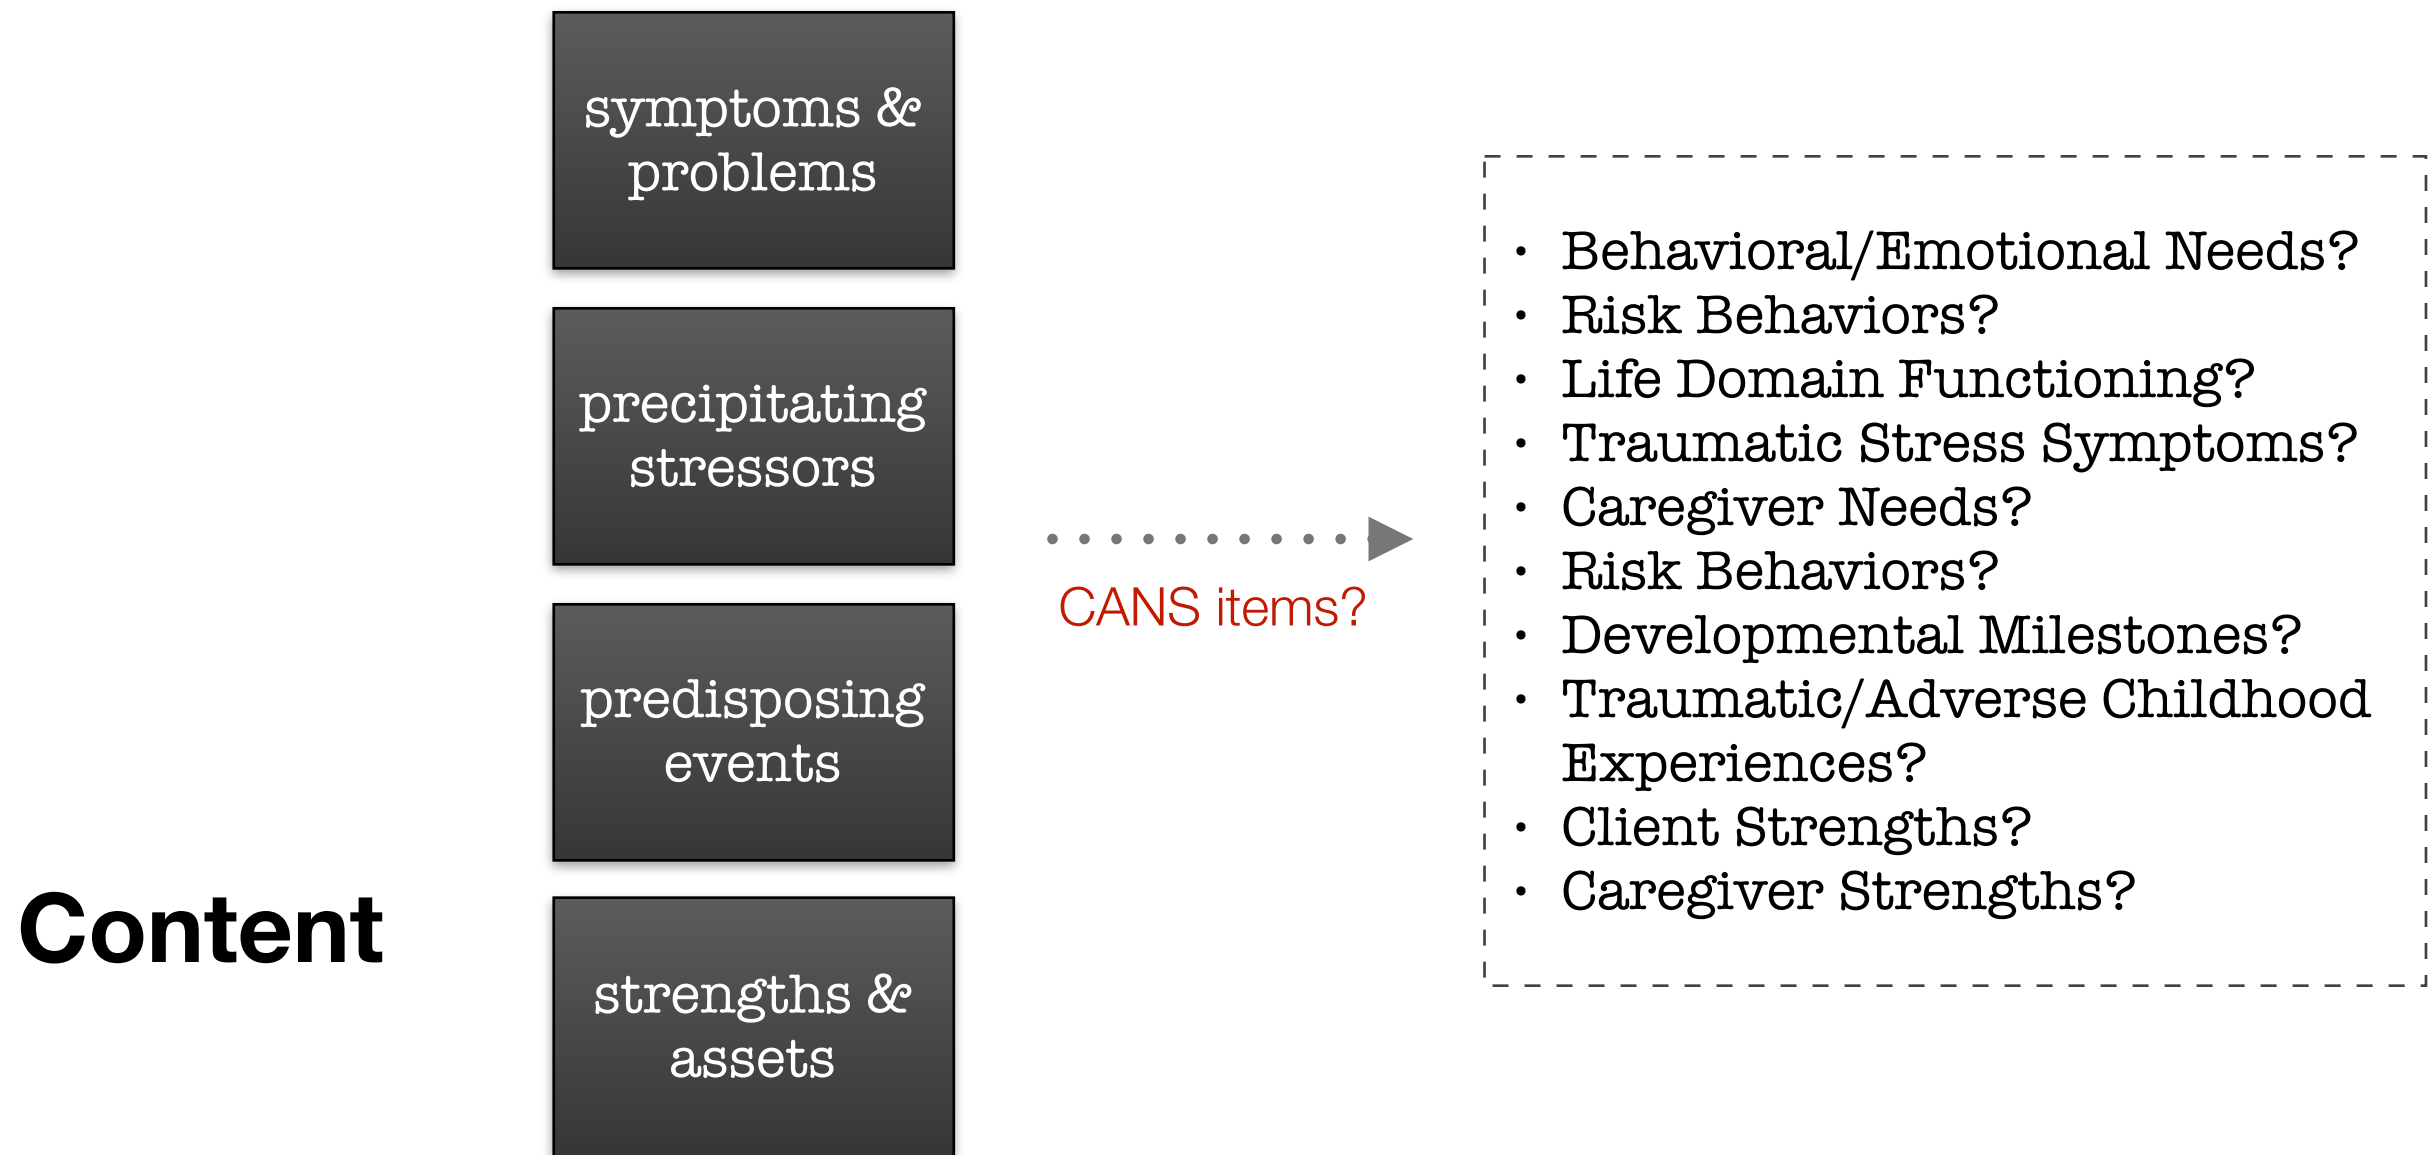 symptoms &
problems
precipitating
stressors
predisposing
events
strengths &
assets
Content
CANS items?
• Behavioral/Emotional Needs?
• Risk Behaviors?
• Life Domain Functioning?
• Traumatic Stress Symptoms?
• Caregiver Needs?
• Risk Behaviors?
• Developmental Milestones?
• Traumatic/Adverse Childhood
Experiences?
• Client Strengths?
• Caregiver Strengths?